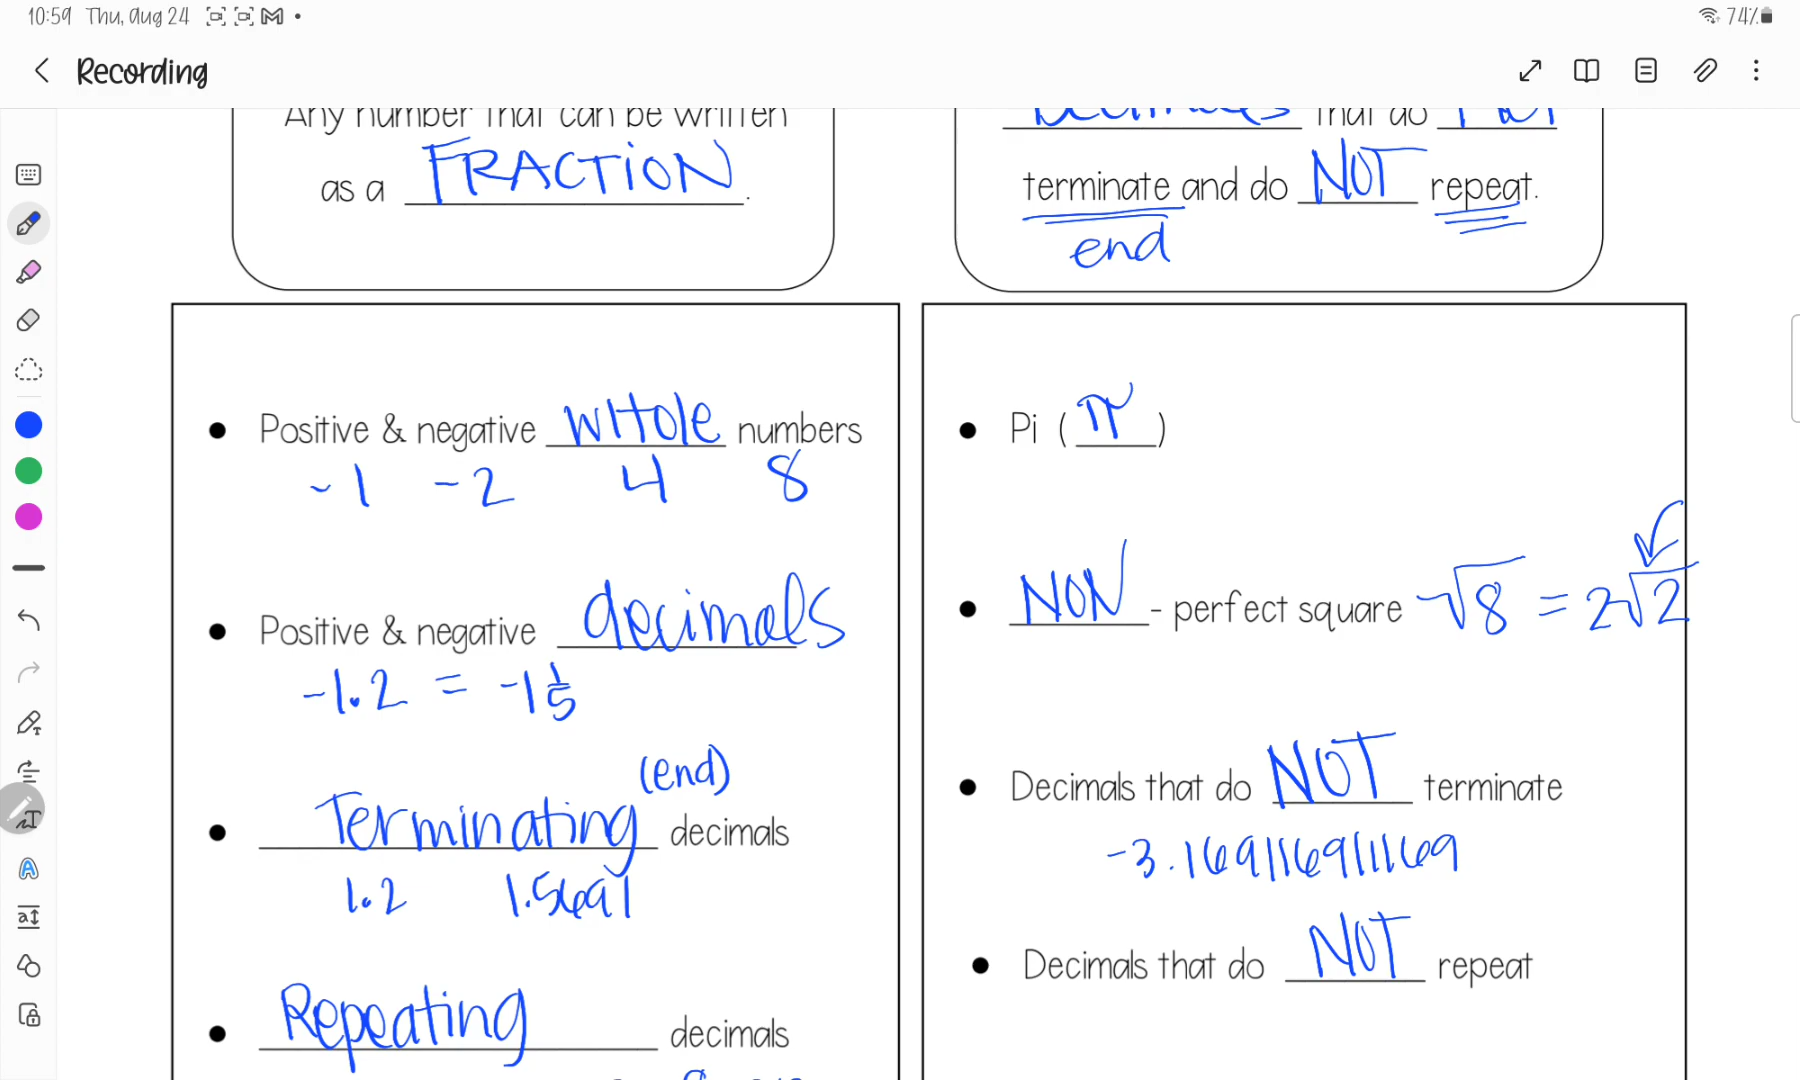 10:59 Thu, Aug 24
74%
Recording
Any number that can be written
as a FRACTION.
Decimals that do NOT
terminate and do NOT repeat.
end
Positive & negative WHOLE numbers
-1 -2 4 8
Positive & negative decimals
-1.2 = -1 1/5
(end)
Terminating decimals
1.2 1.5691
Repeating decimals
Pi (π)
NON - perfect square √8 = 2√2
Decimals that do NOT terminate
-3.169116911169
Decimals that do NOT repeat